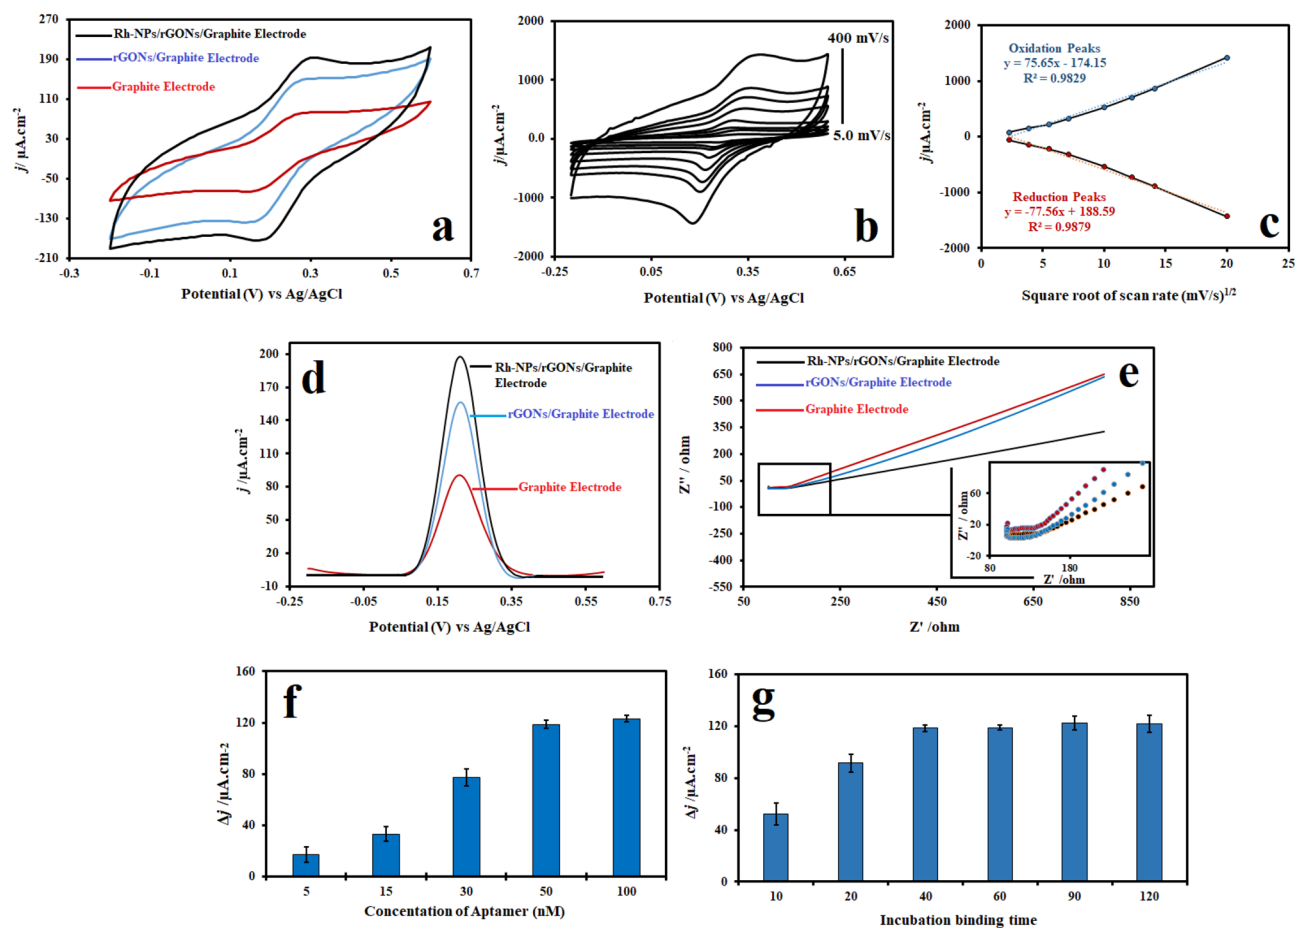 270
190
110
30
-50
-130
-210
-0.3
-0.1
0.1
0.3
0.5
0.7
j/ µA.cm⁻²
Potential (V) vs Ag/AgCl
Rh-NPs/rGONs/Graphite Electrode
rGONs/Graphite Electrode
Graphite Electrode
a
2000
1000
0.0
-1000
-2000
-0.25
0.05
0.35
0.65
j/µA.cm⁻²
Potential (V) vs Ag/AgCl
400 mV/s
5.0 mV/s
b
2000
1000
0
-1000
-2000
0
5
10
15
20
25
j/µA.cm⁻²
Square root of scan rate (mV/s)¹/²
Oxidation Peaks
y = 75.65x - 174.15
R² = 0.9829
Reduction Peaks
y = -77.56x + 188.59
R² = 0.9879
c
200
160
120
80
40
20
-10
-0.25
-0.05
0.15
0.35
0.55
0.75
j /µA.cm⁻²
Potential (V) vs Ag/AgCl
Rh-NPs/rGONs/Graphite
Electrode
rGONs/Graphite Electrode
Graphite Electrode
d
800
650
500
350
250
150
50
-100
-250
-400
-550
50
250
450
650
850
Z'' / ohm
Z' /ohm
Rh-NPs/rGONs/Graphite Electrode
rGONs/Graphite Electrode
Graphite Electrode
e
60
20
-20
80
180
Z'' / ohm
Z' /ohm
160
120
80
40
0
5
15
30
50
100
Δj /µA.cm-²
Concentation of Aptamer (nM)
f
160
120
80
40
0
10
20
40
60
90
120
Δj /µA.cm⁻²
Incubation binding time
g